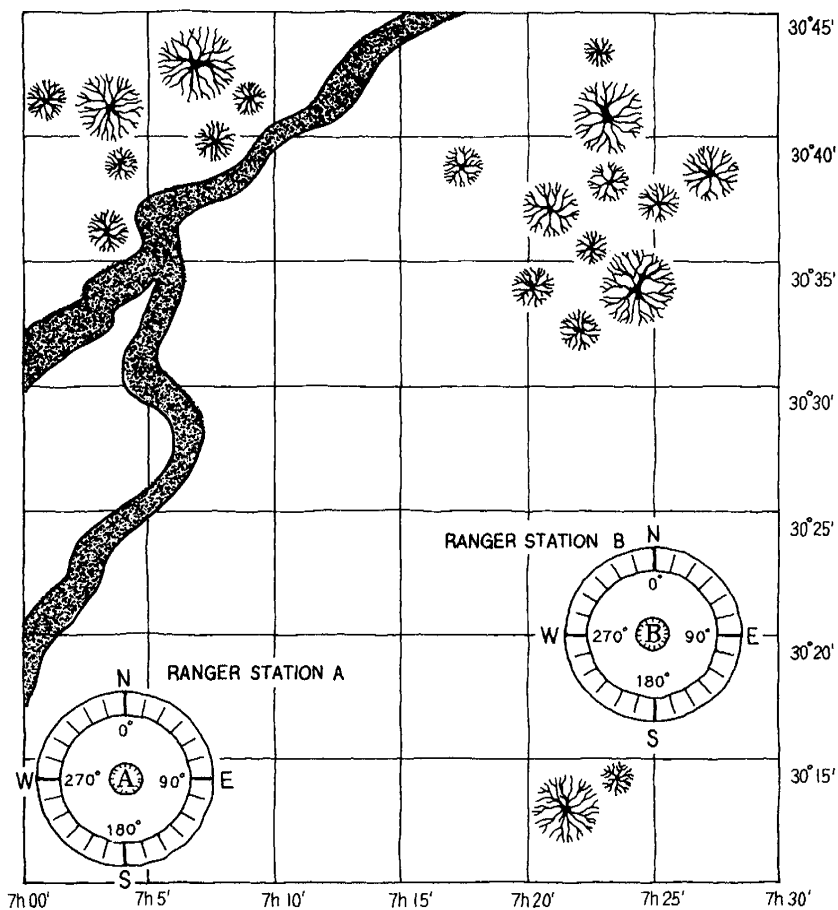 30°45'
30°40'
30°35'
30°30'
30°25'
RANGER STATION B
N
0°
W 270° B 90° E
30°20'
180°
S
RANGER STATION A
N
0°
30°15'
W 270° A 90° E
180°
S
30°10'
7h 00' 7h 5' 7h 10' 7h 15' 7h 20' 7h 25' 7h 30'